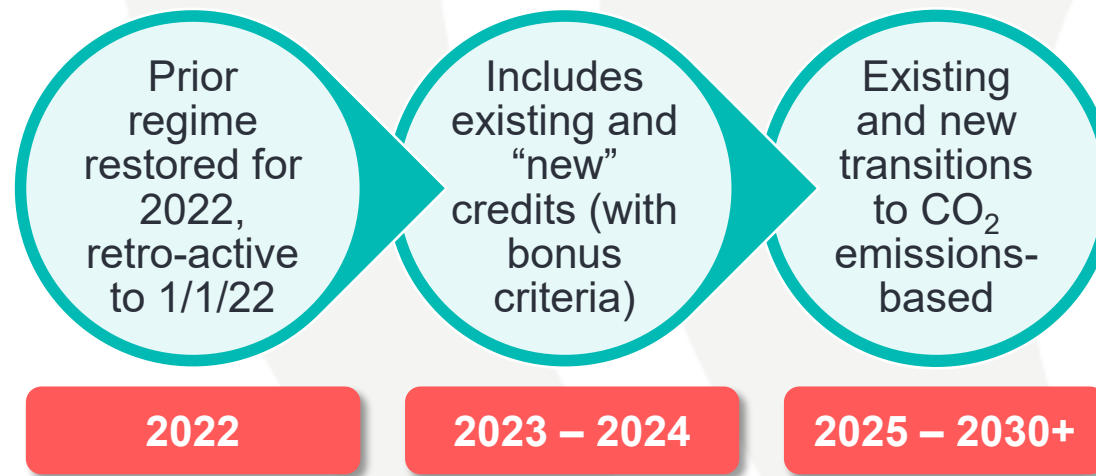 Prior
regime
restored for
2022,
retro-active
to 1/1/22
Includes
existing and
“new”
credits (with
bonus
criteria)
Existing
and new
transitions
to CO₂
emissions-
based
2022
2023 – 2024
2025 – 2030+